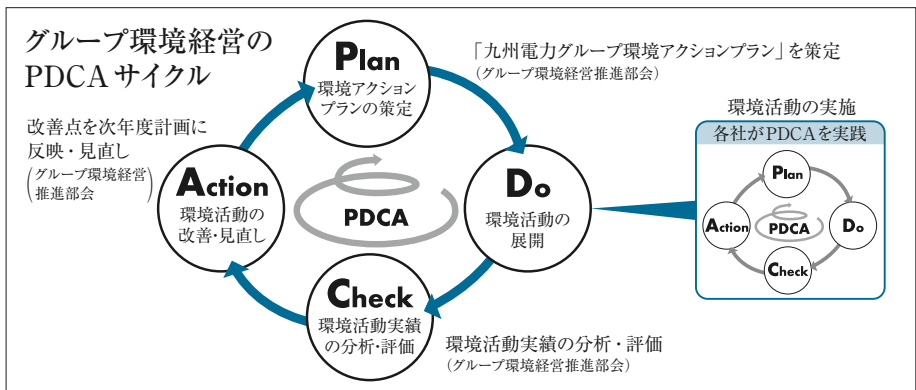 グループ環境経営の
PDCAサイクル
Plan
環境アクション
プランの策定
「九州電力グループ環境アクションプラン」を策定
(グループ環境経営推進部会)
Do
環境活動の
展開
Check
環境活動実績
の分析・評価
環境活動実績の分析・評価
(グループ環境経営推進部会)
Action
環境活動の
改善・見直し
改善点を次年度計画に
反映・見直し
(グループ環境経営
推進部会)
PDCA
環境活動の実施
各社がPDCAを実践
Plan
Do
Check
Action
PDCA